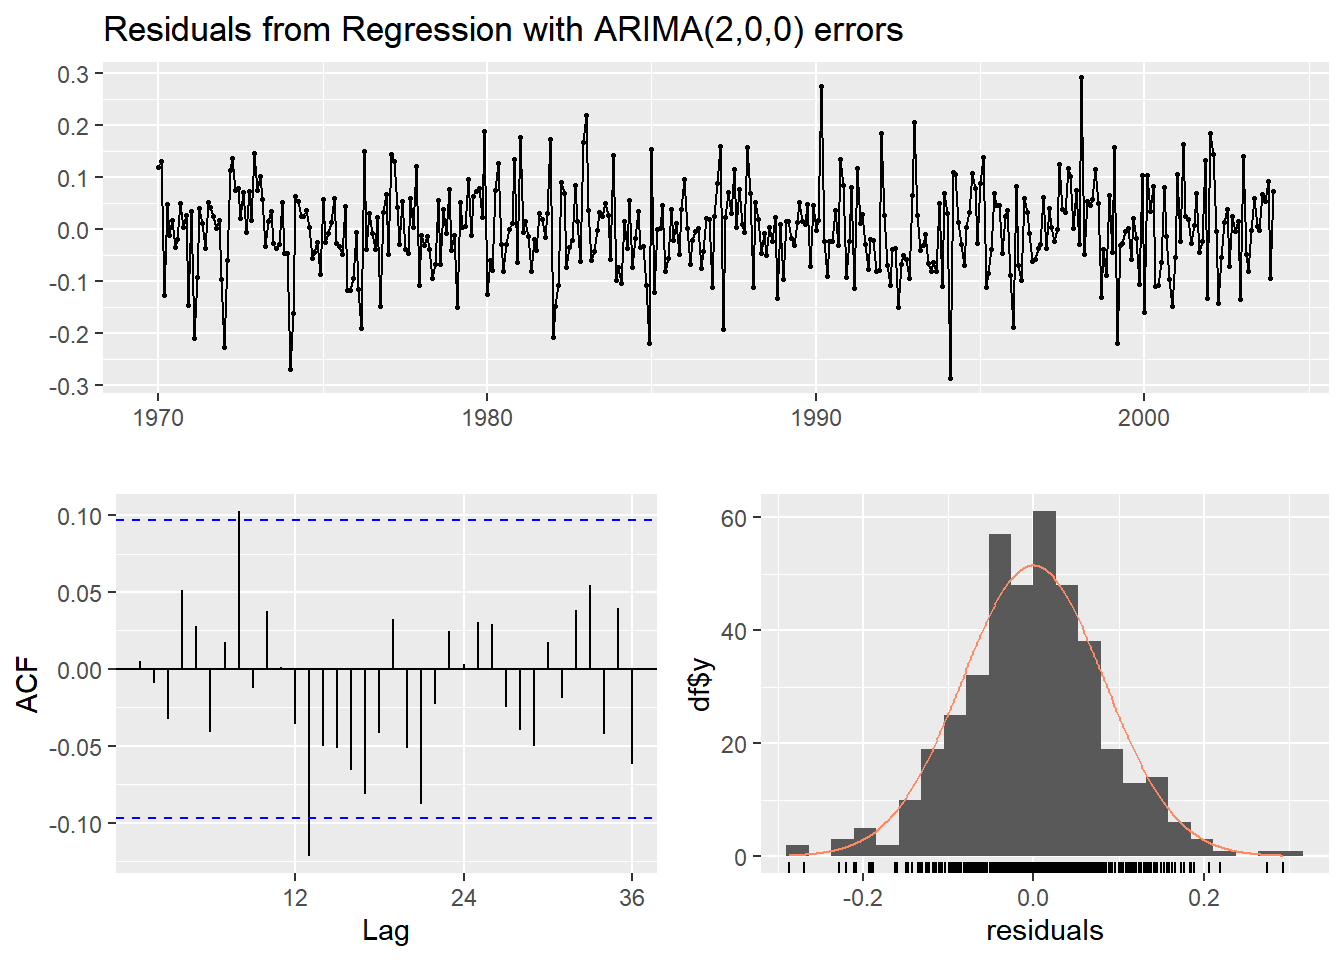 Residuals from Regression with ARIMA(2,0,0) errors
0.3
0.2
0.1
0.0
-0.1
-0.2
-0.3
1970 1980 1990 2000
ACF
0.10
0.05
0.00
-0.05
-0.10
12 24 36
Lag
df$y
60
40
20
0
-0.2 0.0 0.2
residuals